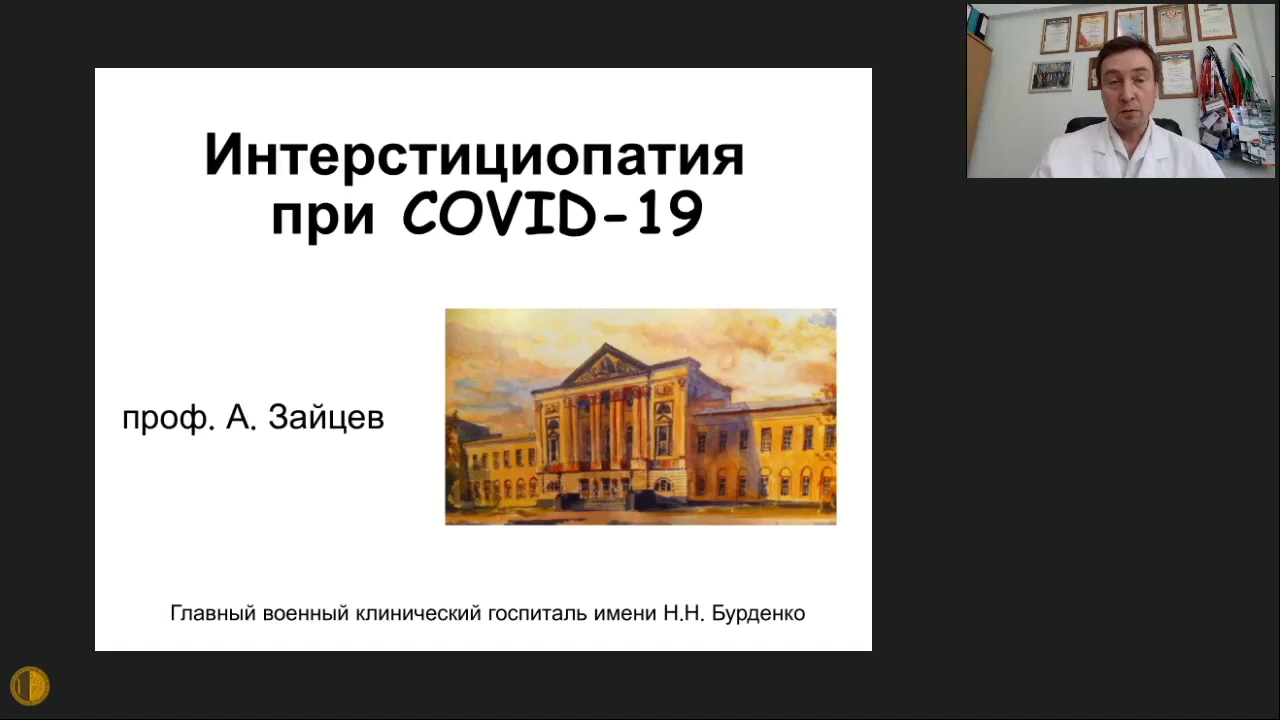 Интерстициопатия
при COVID-19
проф. А. Зайцев
Главный военный клинический госпиталь имени Н.Н. Бурденко